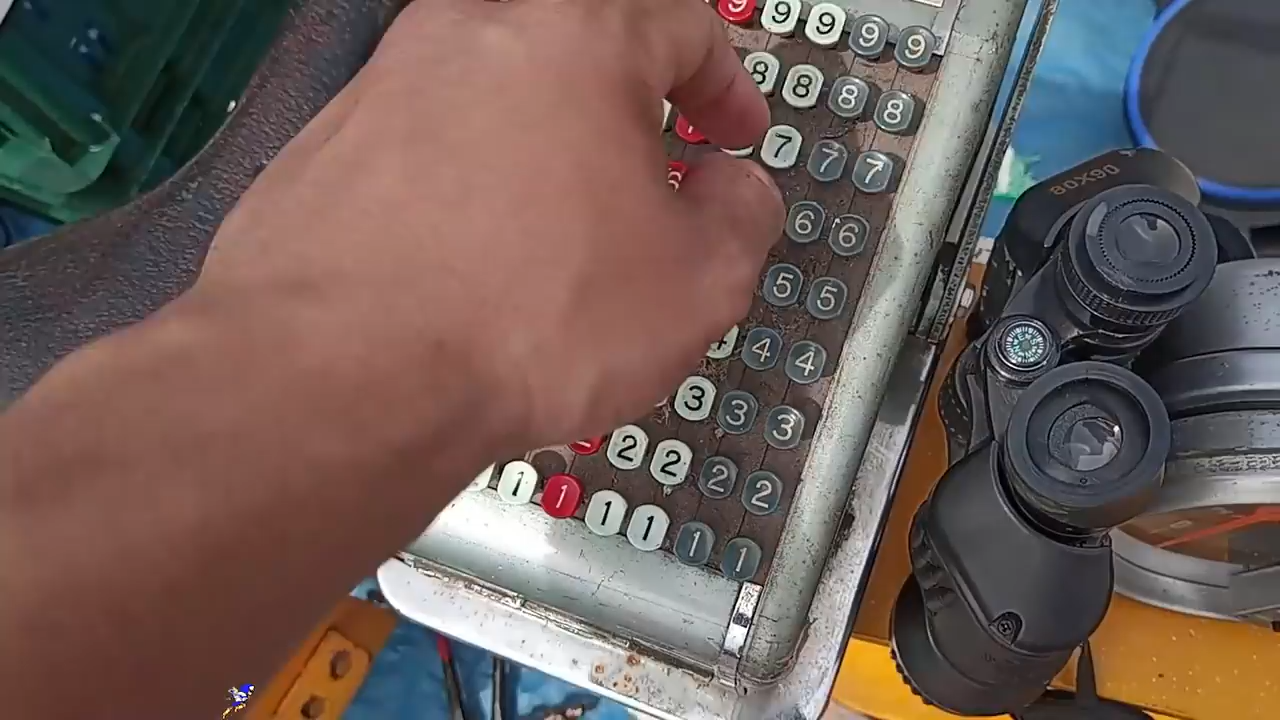 9 9 9 9 9
8 8 8 8
7 7 7
6 6
5 5
4 4 4
3 3 3
2 2 2 2
1 1 1 1 1 1
80X90